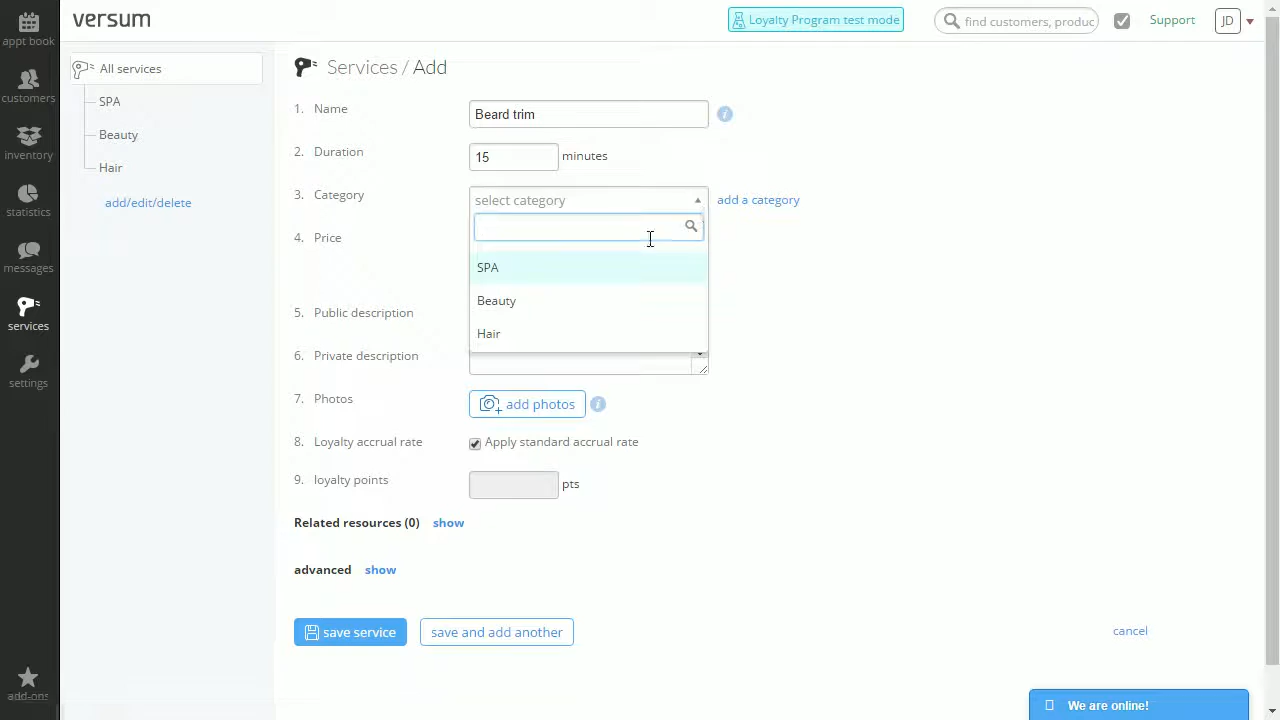 versum
Loyalty Program test mode
find customers, produc
Support
JD
appt book
customers
inventory
statistics
messages
services
settings
add-ons
All services
SPA
Beauty
Hair
add/edit/delete
Services / Add
1. Name
Beard trim
2. Duration
15 minutes
3. Category
select category
add a category
SPA
Beauty
Hair
4. Price
5. Public description
6. Private description
7. Photos
add photos
8. Loyalty accrual rate
Apply standard accrual rate
9. loyalty points
pts
Related resources (0) show
advanced show
save service
save and add another
cancel
We are online!